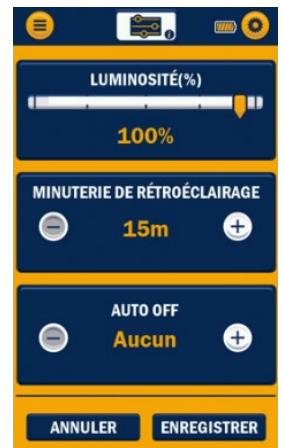 LUMINOSITÉ(%)
100%
MINUTERIE DE RÉTROÉCLAIRAGE
15m
AUTO OFF
Aucun
ANNULER ENREGISTRER